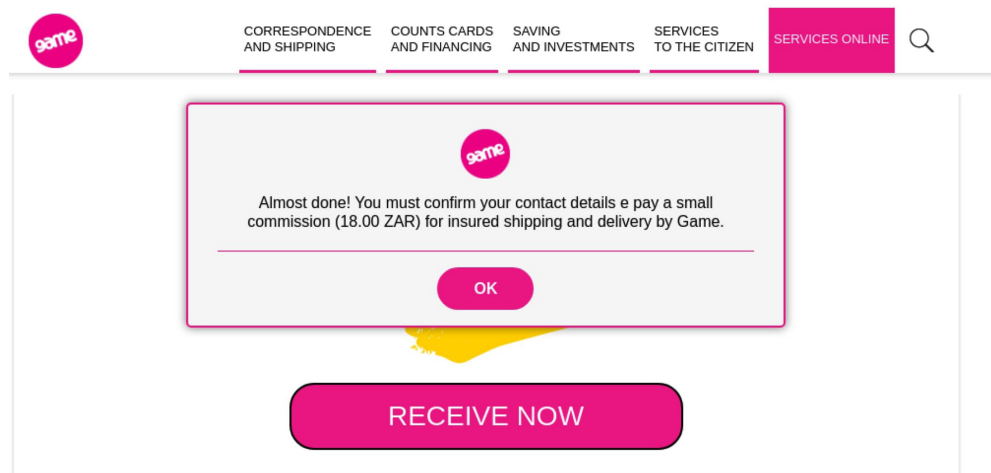 game
CORRESPONDENCE
AND SHIPPING
COUNTS CARDS
AND FINANCING
SAVING
AND INVESTMENTS
SERVICES
TO THE CITIZEN
SERVICES ONLINE
game
Almost done! You must confirm your contact details e pay a small
commission (18.00 ZAR) for insured shipping and delivery by Game.
OK
RECEIVE NOW